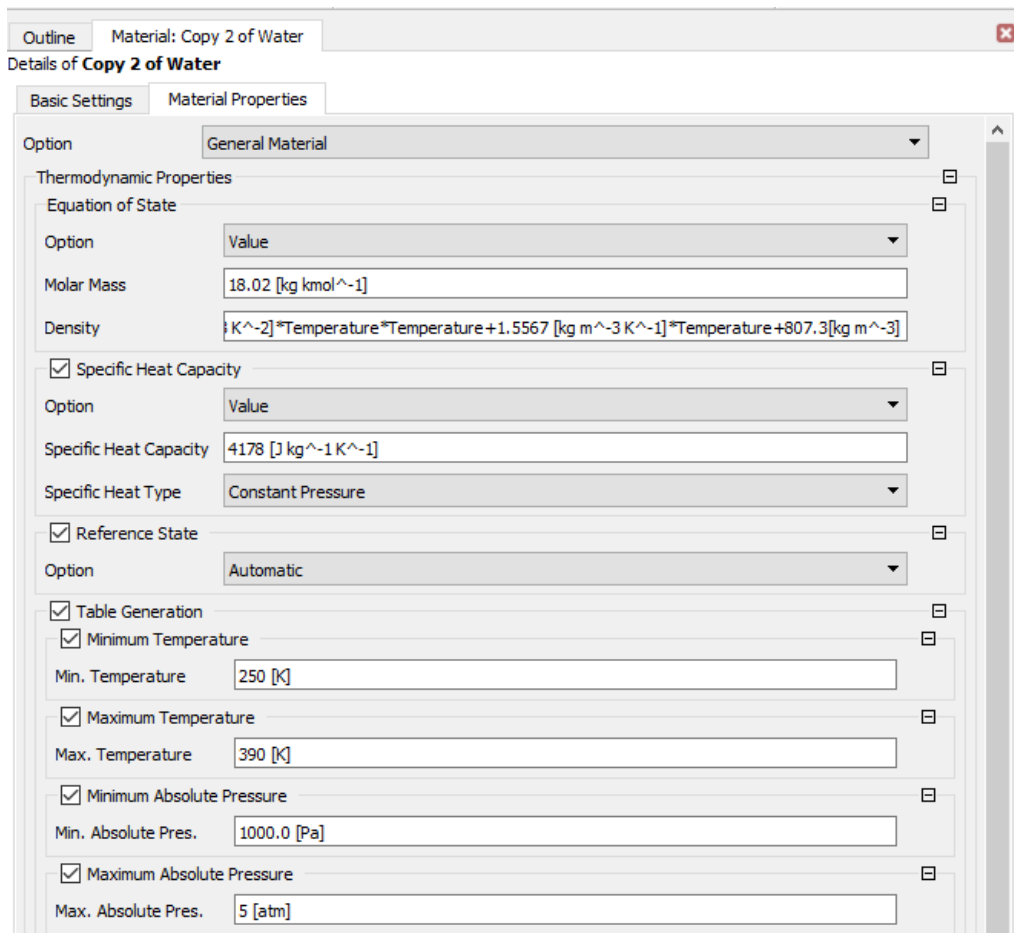 Outline Material: Copy 2 of Water
Details of Copy 2 of Water
Basic Settings Material Properties
Option General Material
Thermodynamic Properties
Equation of State
Option Value
Molar Mass 18.02 [kg kmol^-1]
Density K^-2]*Temperature*Temperature+1.5567 [kg m^-3 K^-1]*Temperature+807.3[kg m^-3]
Specific Heat Capacity
Option Value
Specific Heat Capacity 4178 [J kg^-1 K^-1]
Specific Heat Type Constant Pressure
Reference State
Option Automatic
Table Generation
Minimum Temperature
Min. Temperature 250 [K]
Maximum Temperature
Max. Temperature 390 [K]
Minimum Absolute Pressure
Min. Absolute Pres. 1000.0 [Pa]
Maximum Absolute Pressure
Max. Absolute Pres. 5 [atm]